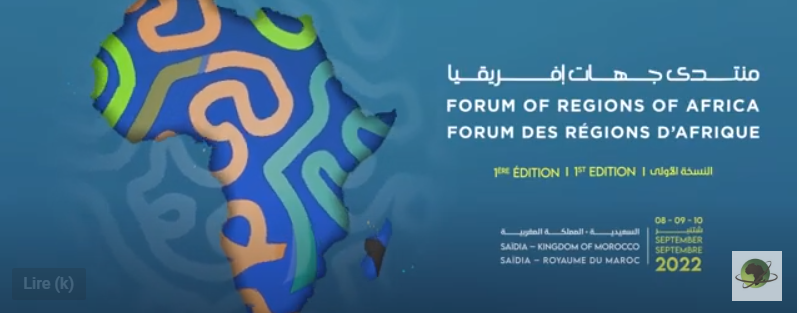 منتدى جهات إفريقيا
FORUM OF REGIONS OF AFRICA
FORUM DES RÉGIONS D'AFRIQUE
1ÈRE ÉDITION | 1ST EDITION | النسخة الأولى
السعيدية - المملكة المغربية
SAÏDIA – KINGDOM OF MOROCCO
SAÏDIA – ROYAUME DU MAROC
08 - 09 - 10
شتنبر
SEPTEMBER
SEPTEMBRE
2022
Lire (k)